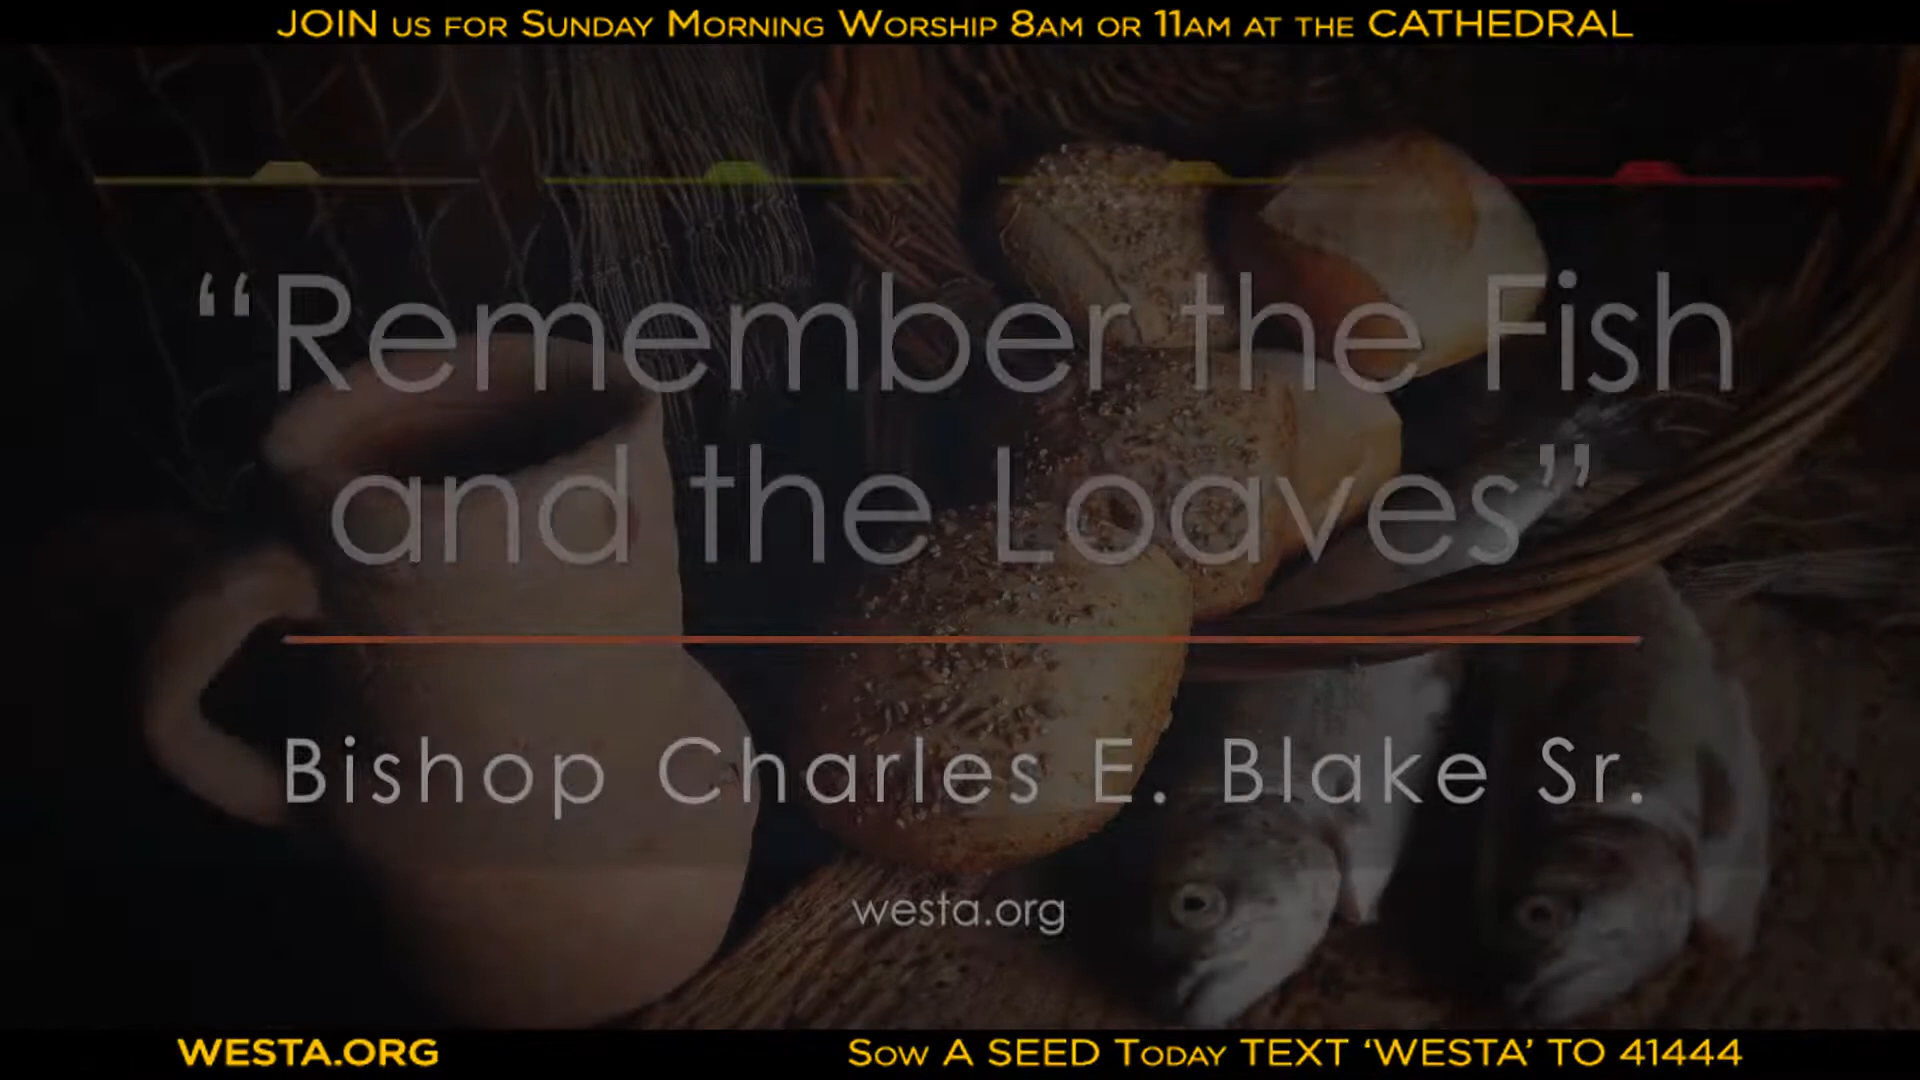 JOIN US FOR SUNDAY MORNING WORSHIP 8AM OR 11AM AT THE CATHEDRAL
“Remember the Fish
and the Loaves”
Bishop Charles E. Blake Sr.
westa.org
WESTA.ORG
SOW A SEED TODAY TEXT ‘WESTA’ TO 41444